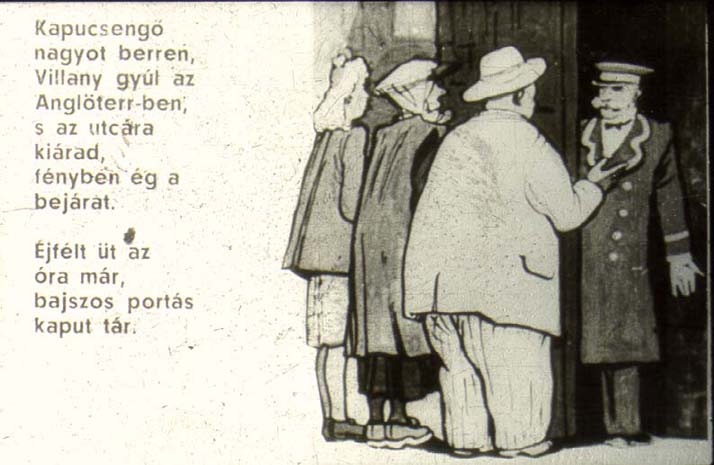 Kapucsengő
nagyot berren,
Villany gyúl az
Anglöterr-ben,
s az utcára
kiárad,
fényben ég a
bejárat.
Éjfélt üt az
óra már,
bajszos portás
kaput tár.